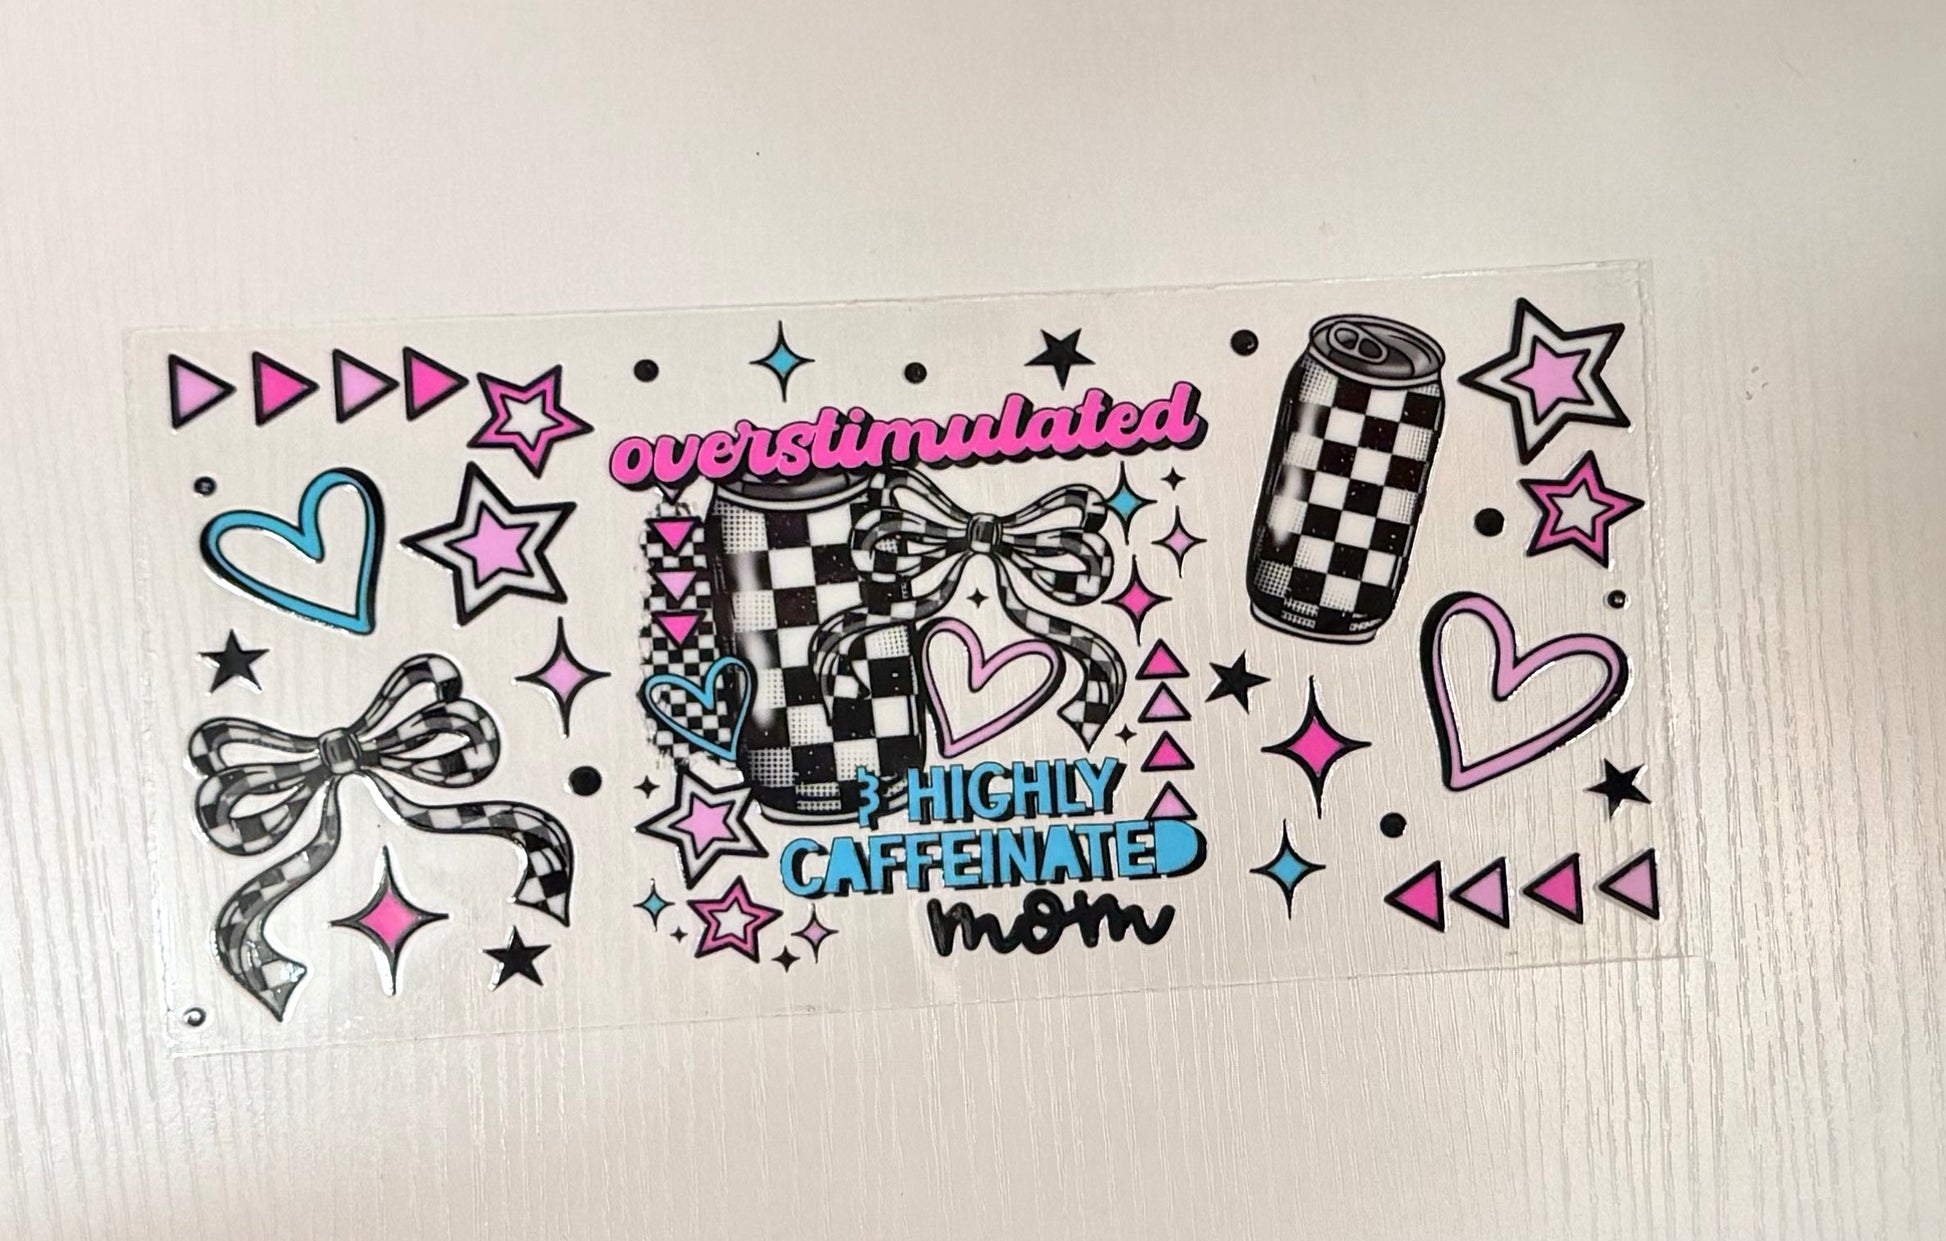 overstimulated
& HIGHLY
CAFFEINATED
mom